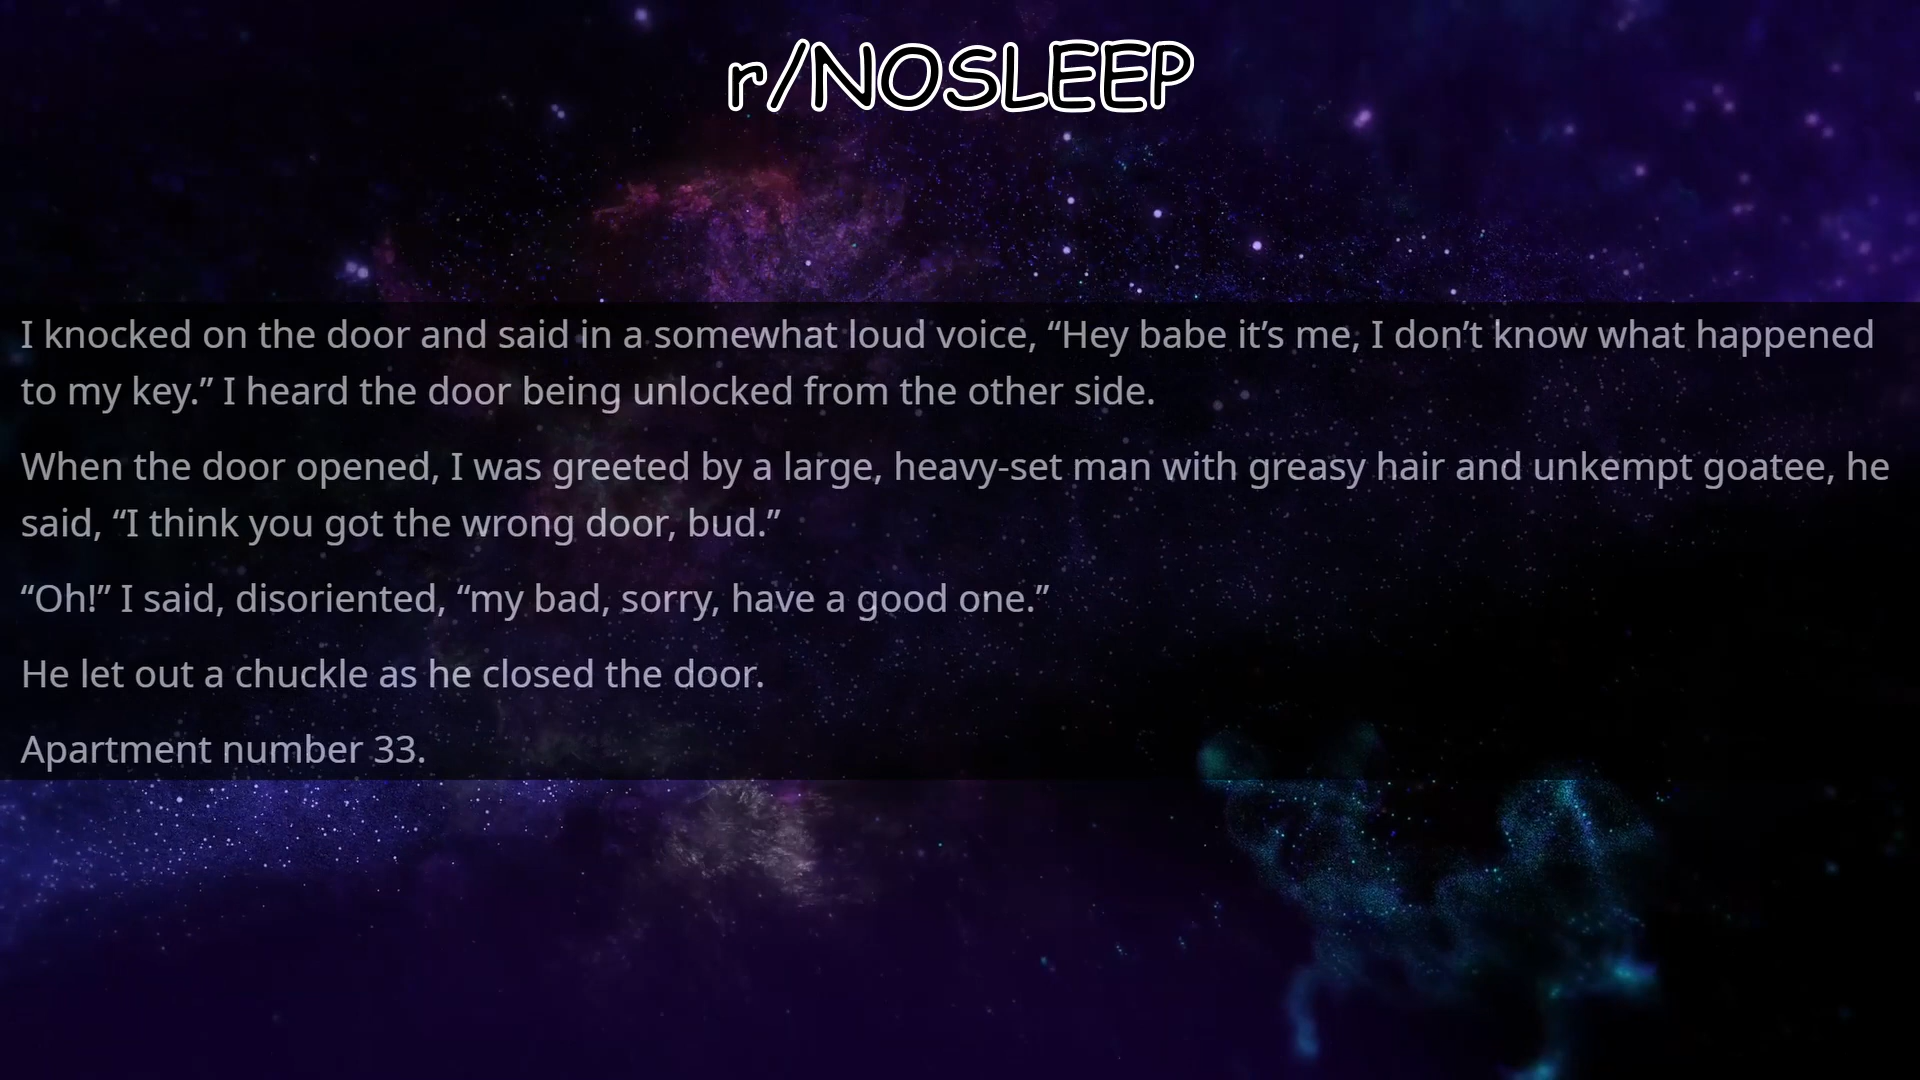 r/NOSLEEP
I knocked on the door and said in a somewhat loud voice, “Hey babe it’s me, I don’t know what happened
to my key.” I heard the door being unlocked from the other side.
When the door opened, I was greeted by a large, heavy-set man with greasy hair and unkempt goatee, he
said, “I think you got the wrong door, bud.”
“Oh!” I said, disoriented, “my bad, sorry, have a good one.”
He let out a chuckle as he closed the door.
Apartment number 33.